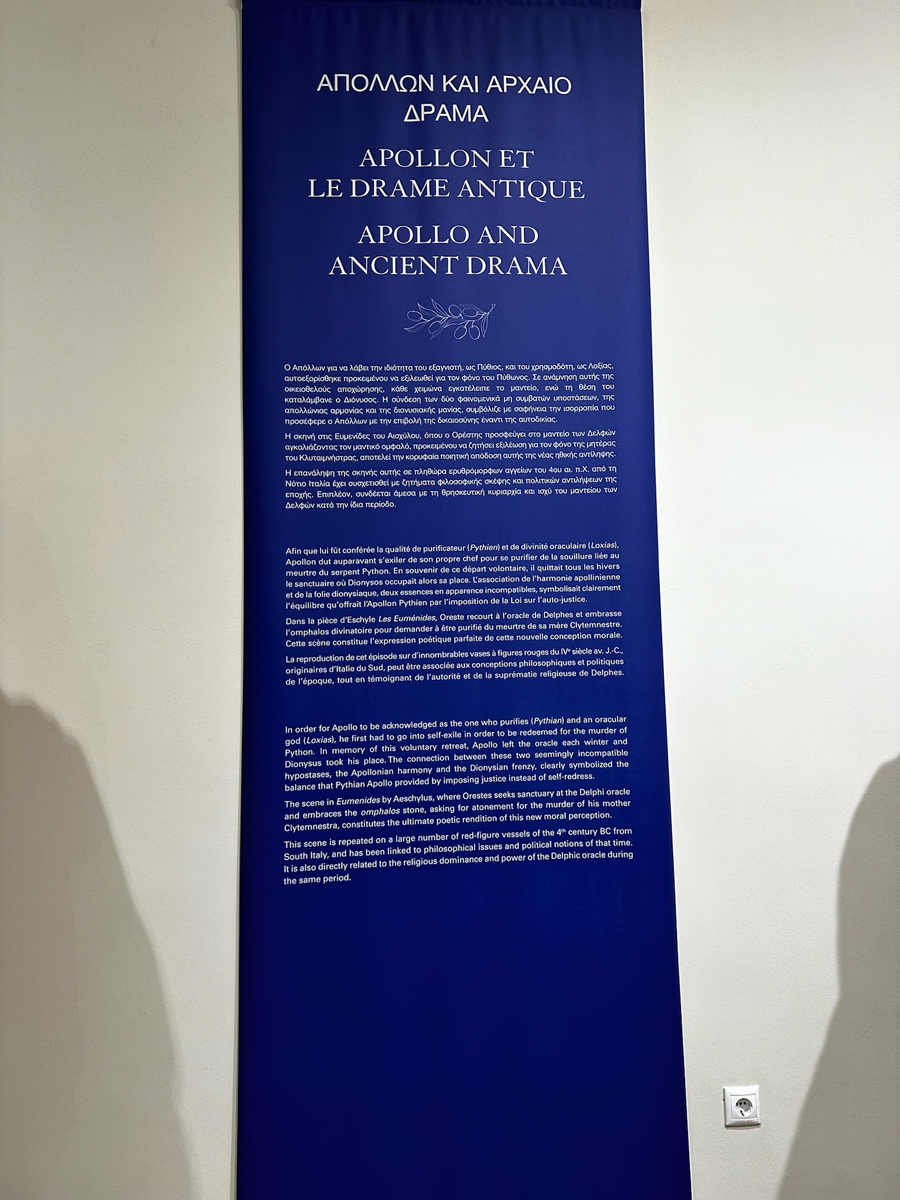 ΑΠΟΛΛΩΝ ΚΑΙ ΑΡΧΑΙΟ
ΔΡΑΜΑ
APOLLON ET
LE DRAME ANTIQUE
APOLLO AND
ANCIENT DRAMA
Ο Απόλλων για να λάβει την ιδιότητα του εξαγνιστή, ως Πύθιος, και του χρησμοδότη, ως Λοξίας,
αυτοεξορίσθηκε προκειμένου να εξιλεωθεί για τον φόνο του Πύθωνος. Σε ανάμνηση αυτής της
οικειοθελούς αποχώρησης, κάθε χειμώνα εγκατέλειπε το μαντείο, ενώ τη θέση του
καταλάμβανε ο Διόνυσος. Η σύνδεση των δύο φαινομενικά μη συμβατών υποστάσεων, της
απολλώνιας αρμονίας και της διονυσιακής μανίας, συμβόλιζε με σαφήνεια την ισορροπία που
προσέφερε ο Απόλλων με την επιβολή της δικαιοσύνης έναντι της αυτοδικίας.
Η σκηνή στις Ευμενίδες του Αισχύλου, όπου ο Ορέστης προσφεύγει στο μαντείο των Δελφών
αγκαλιάζοντας τον μαντικό ομφαλό, προκειμένου να ζητήσει εξιλέωση για τον φόνο της μητέρας
του Κλυταιμνήστρας, αποτελεί την κορυφαία ποιητική απόδοση αυτής της νέας ηθικής αντίληψης.
Η επανάληψη της σκηνής αυτής σε πληθώρα ερυθρόμορφων αγγείων του 4ου αι. π.Χ. από τη
Νότιο Ιταλία έχει συσχετισθεί με ζητήματα φιλοσοφικής σκέψης και πολιτικών αντιλήψεων της
εποχής. Επιπλέον, συνδέεται άμεσα με τη θρησκευτική κυριαρχία και ισχύ του μαντείου των
Δελφών κατά την ίδια περίοδο.
Afin que lui fût conférée la qualité de purificateur (Pythien) et de divinité oraculaire (Loxias),
Apollon dut auparavant s'exiler de son propre chef pour se purifier de la souillure liée au
meurtre du serpent Python. En souvenir de ce départ volontaire, il quittait tous les hivers
le sanctuaire où Dionysos occupait alors sa place. L'association de l'harmonie apollinienne
et de la folie dionysiaque, deux essences en apparence incompatibles, symbolisait clairement
l'équilibre qu'offrait l'Apollon Pythien par l'imposition de la Loi sur l'auto-justice.
Dans la pièce d'Eschyle Les Euménides, Oreste recourt à l'oracle de Delphes et embrasse
l'omphalos divinatoire pour demander à être purifié du meurtre de sa mère Clytemnestre.
Cette scène constitue l'expression poétique parfaite de cette nouvelle conception morale.
La reproduction de cet épisode sur d'innombrables vases à figures rouges du IVᵉ siècle av. J.-C.,
originaires d'Italie du Sud, peut être associée aux conceptions philosophiques et politiques
de l'époque, tout en témoignant de l'autorité et de la suprématie religieuse de Delphes.
In order for Apollo to be acknowledged as the one who purifies (Pythian) and an oracular
god (Loxias), he first had to go into self-exile in order to be redeemed for the murder of
Python. In memory of this voluntary retreat, Apollo left the oracle each winter and
Dionysus took his place. The connection between these two seemingly incompatible
hypostases, the Apollonian harmony and the Dionysian frenzy, clearly symbolized the
balance that Pythian Apollo provided by imposing justice instead of self-redress.
The scene in Eumenides by Aeschylus, where Orestes seeks sanctuary at the Delphi oracle
and embraces the omphalos stone, asking for atonement for the murder of his mother
Clytemnestra, constitutes the ultimate poetic rendition of this new moral perception.
This scene is repeated on a large number of red-figure vessels of the 4ᵗʰ century BC from
South Italy, and has been linked to philosophical issues and political notions of that time.
It is also directly related to the religious dominance and power of the Delphic oracle during
the same period.